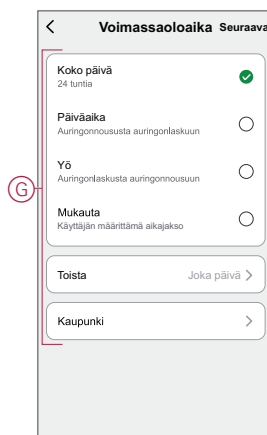 Voimassaoloaika Seuraava
Koko päivä
24 tuntia
Päiväaika
Auringonnoususta auringonlaskuun
Yö
Auringonlaskusta auringonnousuun
G
Mukauta
Käyttäjän määrittämä aikajakso
Toista Joka päivä
Kaupunki